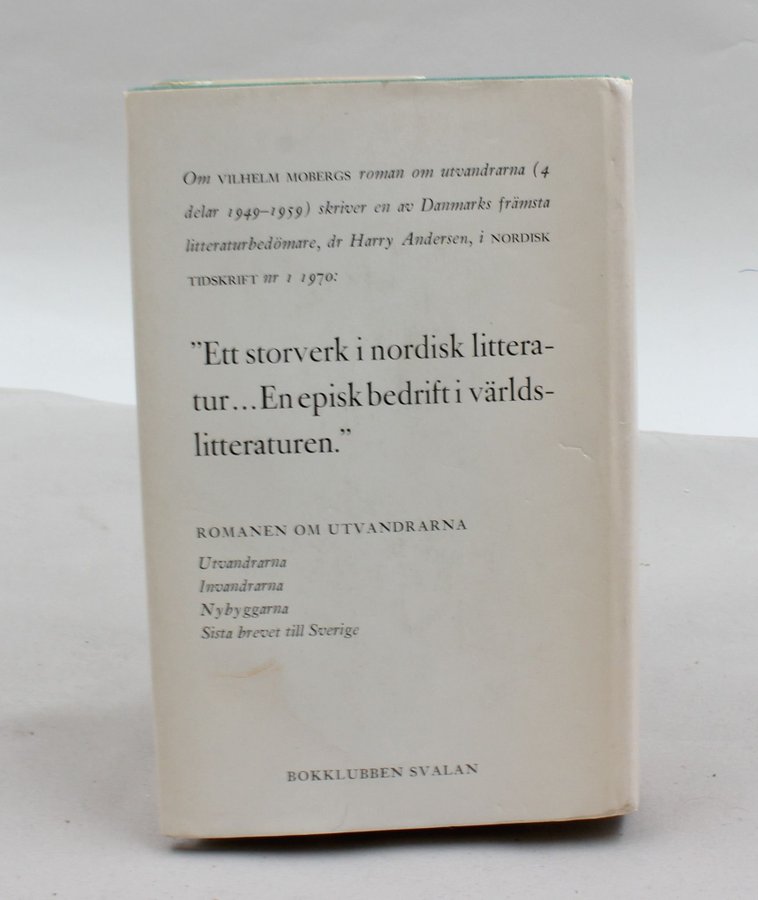 Om VILHELM MOBERGS roman om utvandrarna (4
delar 1949–1959) skriver en av Danmarks främsta
litteraturbedömare, dr Harry Andersen, i NORDISK
TIDSKRIFT nr 1 1970:
”Ett storverk i nordisk littera-
tur... En episk bedrift i världs-
litteraturen.”
ROMANEN OM UTVANDRARNA
Utvandrarna
Invandrarna
Nybyggarna
Sista brevet till Sverige
BOKKLUBBEN SVALAN